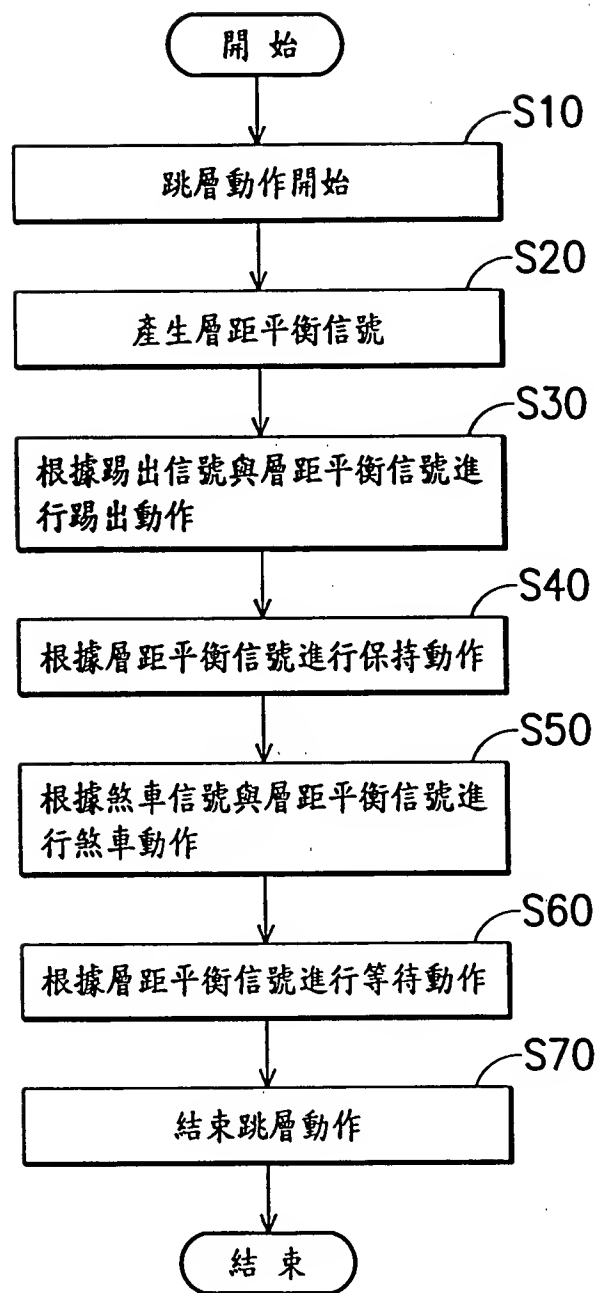 開始
S10
跳層動作開始
S20
產生層距平衡信號
S30
根據踢出信號與層距平衡信號進
行踢出動作
S40
根據層距平衡信號進行保持動作
S50
根據煞車信號與層距平衡信號進
行煞車動作
S60
根據層距平衡信號進行等待動作
S70
結束跳層動作
結束